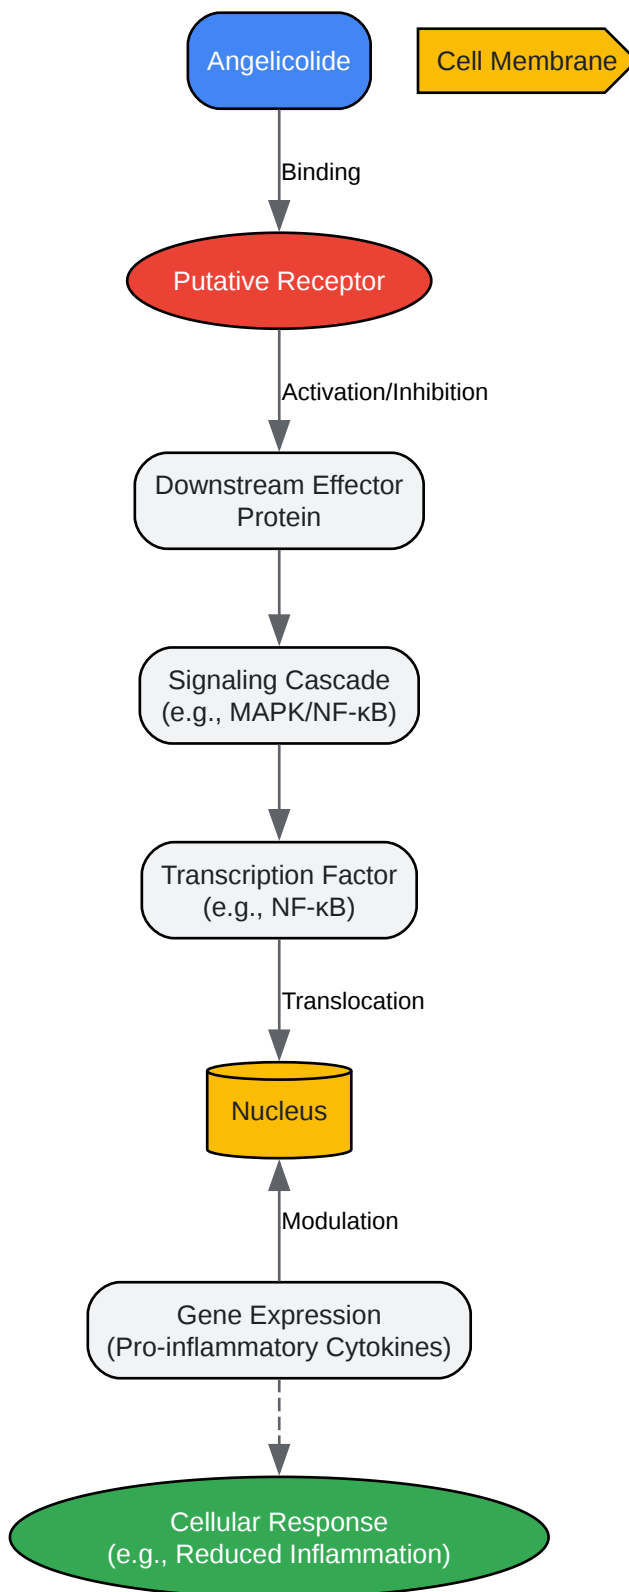 Angelicolide
Cell Membrane
Binding
Putative Receptor
Activation/Inhibition
Downstream Effector
Protein
Signaling Cascade
(e.g., MAPK/NF-κB)
Transcription Factor
(e.g., NF-κB)
Translocation
Nucleus
Modulation
Gene Expression
(Pro-inflammatory Cytokines)
Cellular Response
(e.g., Reduced Inflammation)